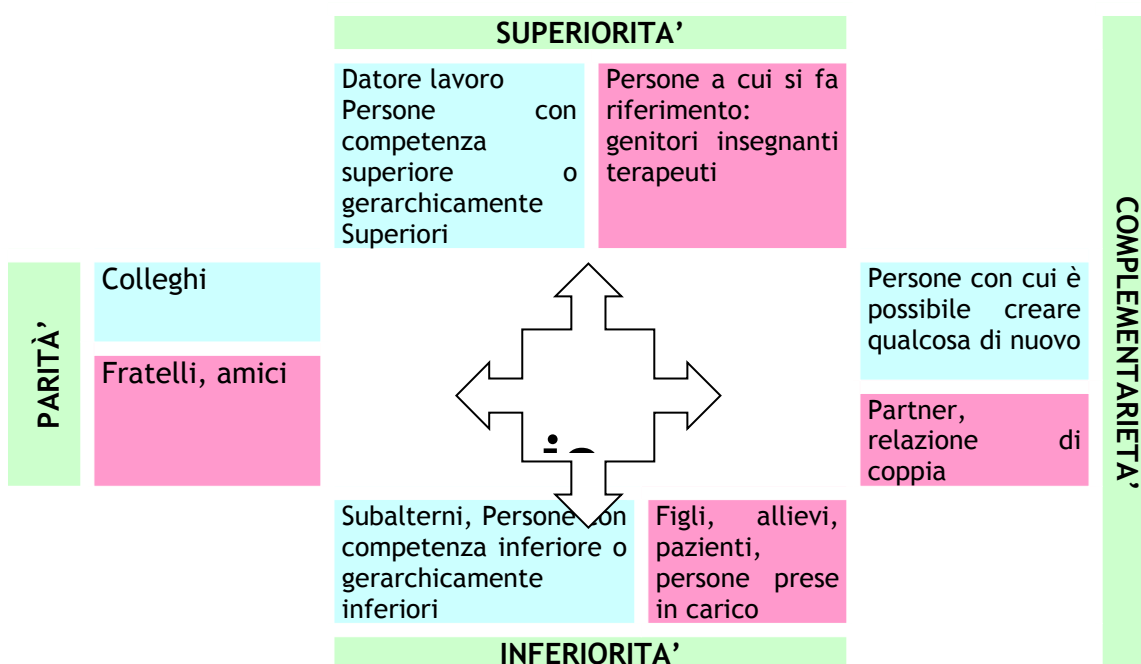 SUPERIORITA’
Datore lavoro
Persone con
competenza
superiore o
gerarchicamente
Superiori
Persone a cui si fa
riferimento:
genitori insegnanti
terapeuti
PARITÀ’
Colleghi
Fratelli, amici
io
Persone con cui è
possibile creare
qualcosa di nuovo
Partner,
relazione di
coppia
COMPLEMENTARIETA’
Subalterni, Persone con
competenza inferiore o
gerarchicamente
inferiori
Figli, allievi,
pazienti,
persone prese
in carico
INFERIORITA’